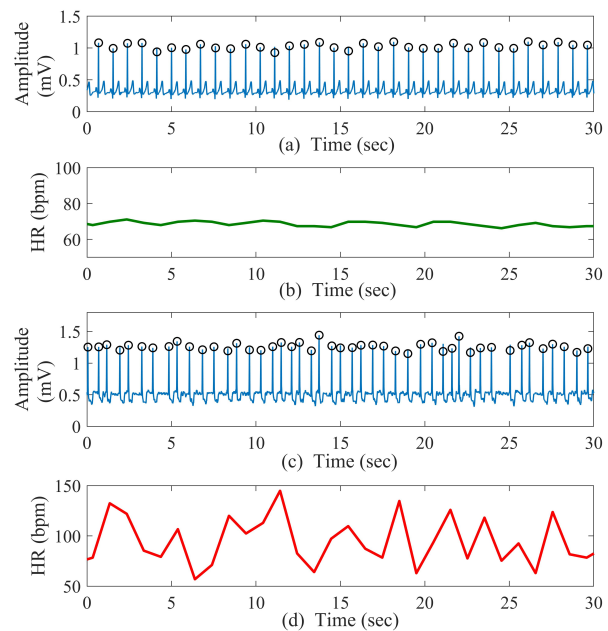 1.5
1
0.5
0
Amplitude
(mV)
0 5 10 15 20 25 30
(a) Time (sec)
100
80
60
HR (bpm)
0 5 10 15 20 25 30
(b) Time (sec)
1.5
1
0.5
0
Amplitude
(mV)
0 5 10 15 20 25 30
(c) Time (sec)
150
100
50
HR (bpm)
0 5 10 15 20 25 30
(d) Time (sec)